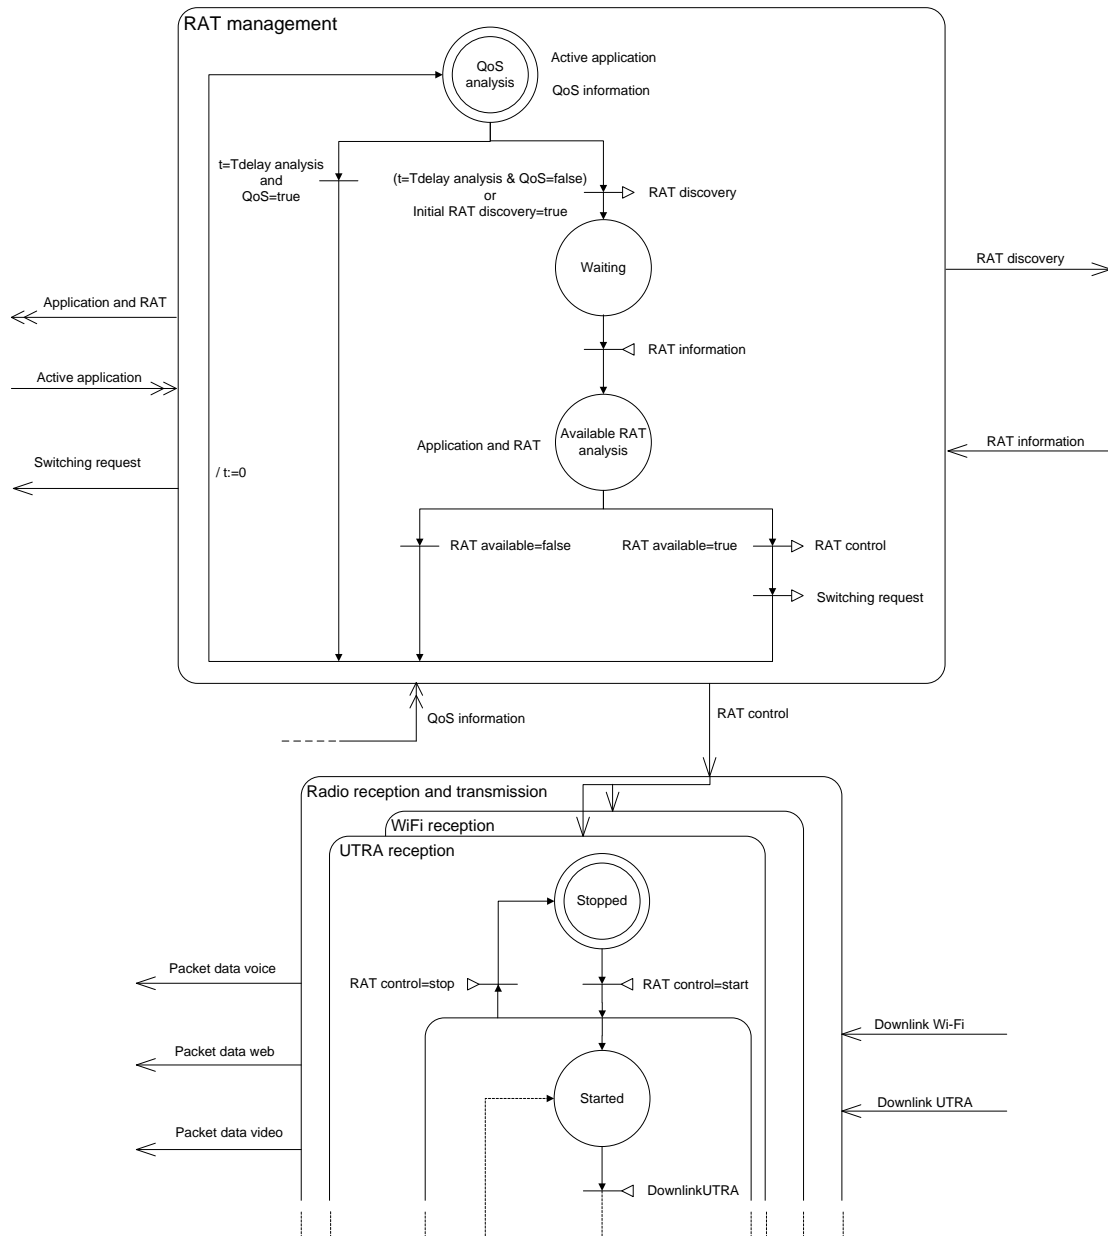 RAT management
QoS
analysis
Active application
QoS information
t=Tdelay analysis
and
QoS=true
(t=Tdelay analysis & QoS=false)
or
Initial RAT discovery=true
RAT discovery
Waiting
RAT discovery
Application and RAT
RAT information
Active application
Application and RAT
Available RAT
analysis
RAT information
Switching request
/ t:=0
RAT available=false
RAT available=true
RAT control
Switching request
QoS information
RAT control
Radio reception and transmission
WiFi reception
UTRA reception
Stopped
Packet data voice
RAT control=stop
RAT control=start
Downlink Wi-Fi
Packet data web
Started
Downlink UTRA
Packet data video
DownlinkUTRA